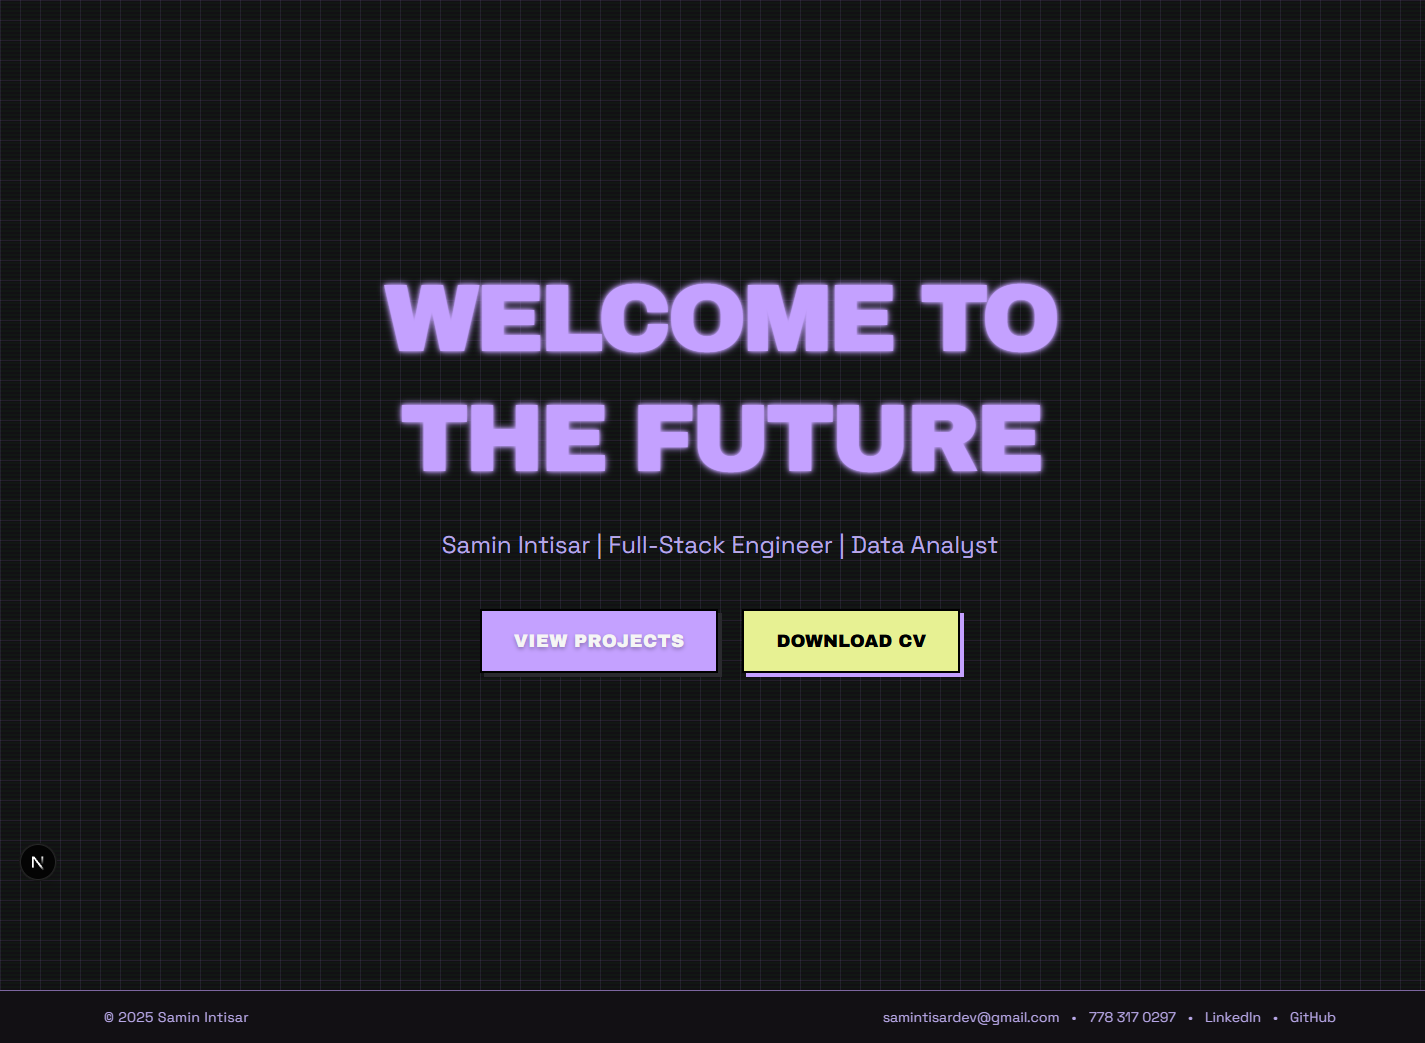 WELCOME TO
THE FUTURE
Samin Intisar | Full-Stack Engineer | Data Analyst
VIEW PROJECTS
DOWNLOAD CV
N
© 2025 Samin Intisar
samintisardev@gmail.com • 778 317 0297 • LinkedIn • GitHub